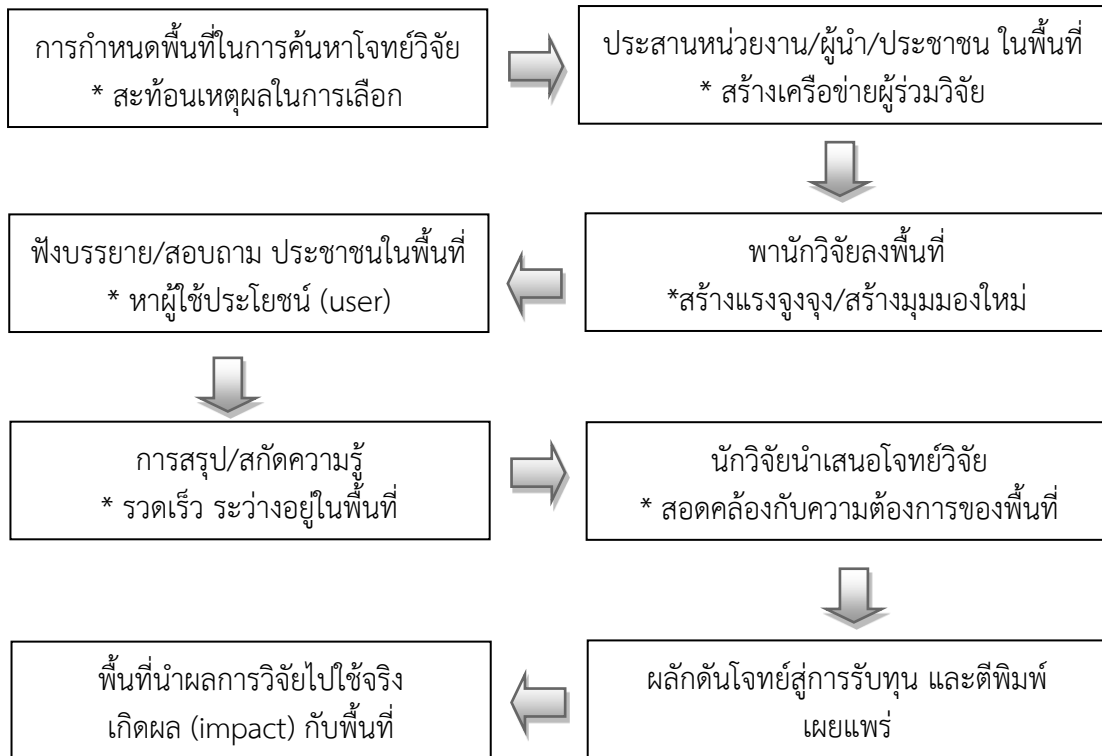 การกำหนดพื้นที่ในการค้นหาโจทย์วิจัย
* สะท้อนเหตุผลในการเลือก
ประสานหน่วยงาน/ผู้นำ/ประชาชน ในพื้นที่
* สร้างเครือข่ายผู้ร่วมวิจัย
พานักวิจัยลงพื้นที่
*สร้างแรงจูงจุง/สร้างมุมมองใหม่
ฟังบรรยาย/สอบถาม ประชาชนในพื้นที่
* หาผู้ใช้ประโยชน์ (user)
การสรุป/สกัดความรู้
* รวดเร็ว ระว่างอยู่ในพื้นที่
นักวิจัยนำเสนอโจทย์วิจัย
* สอดคล้องกับความต้องการของพื้นที่
ผลักดันโจทย์สู่การรับทุน และตีพิมพ์
เผยแพร่
พื้นที่นำผลการวิจัยไปใช้จริง
เกิดผล (impact) กับพื้นที่